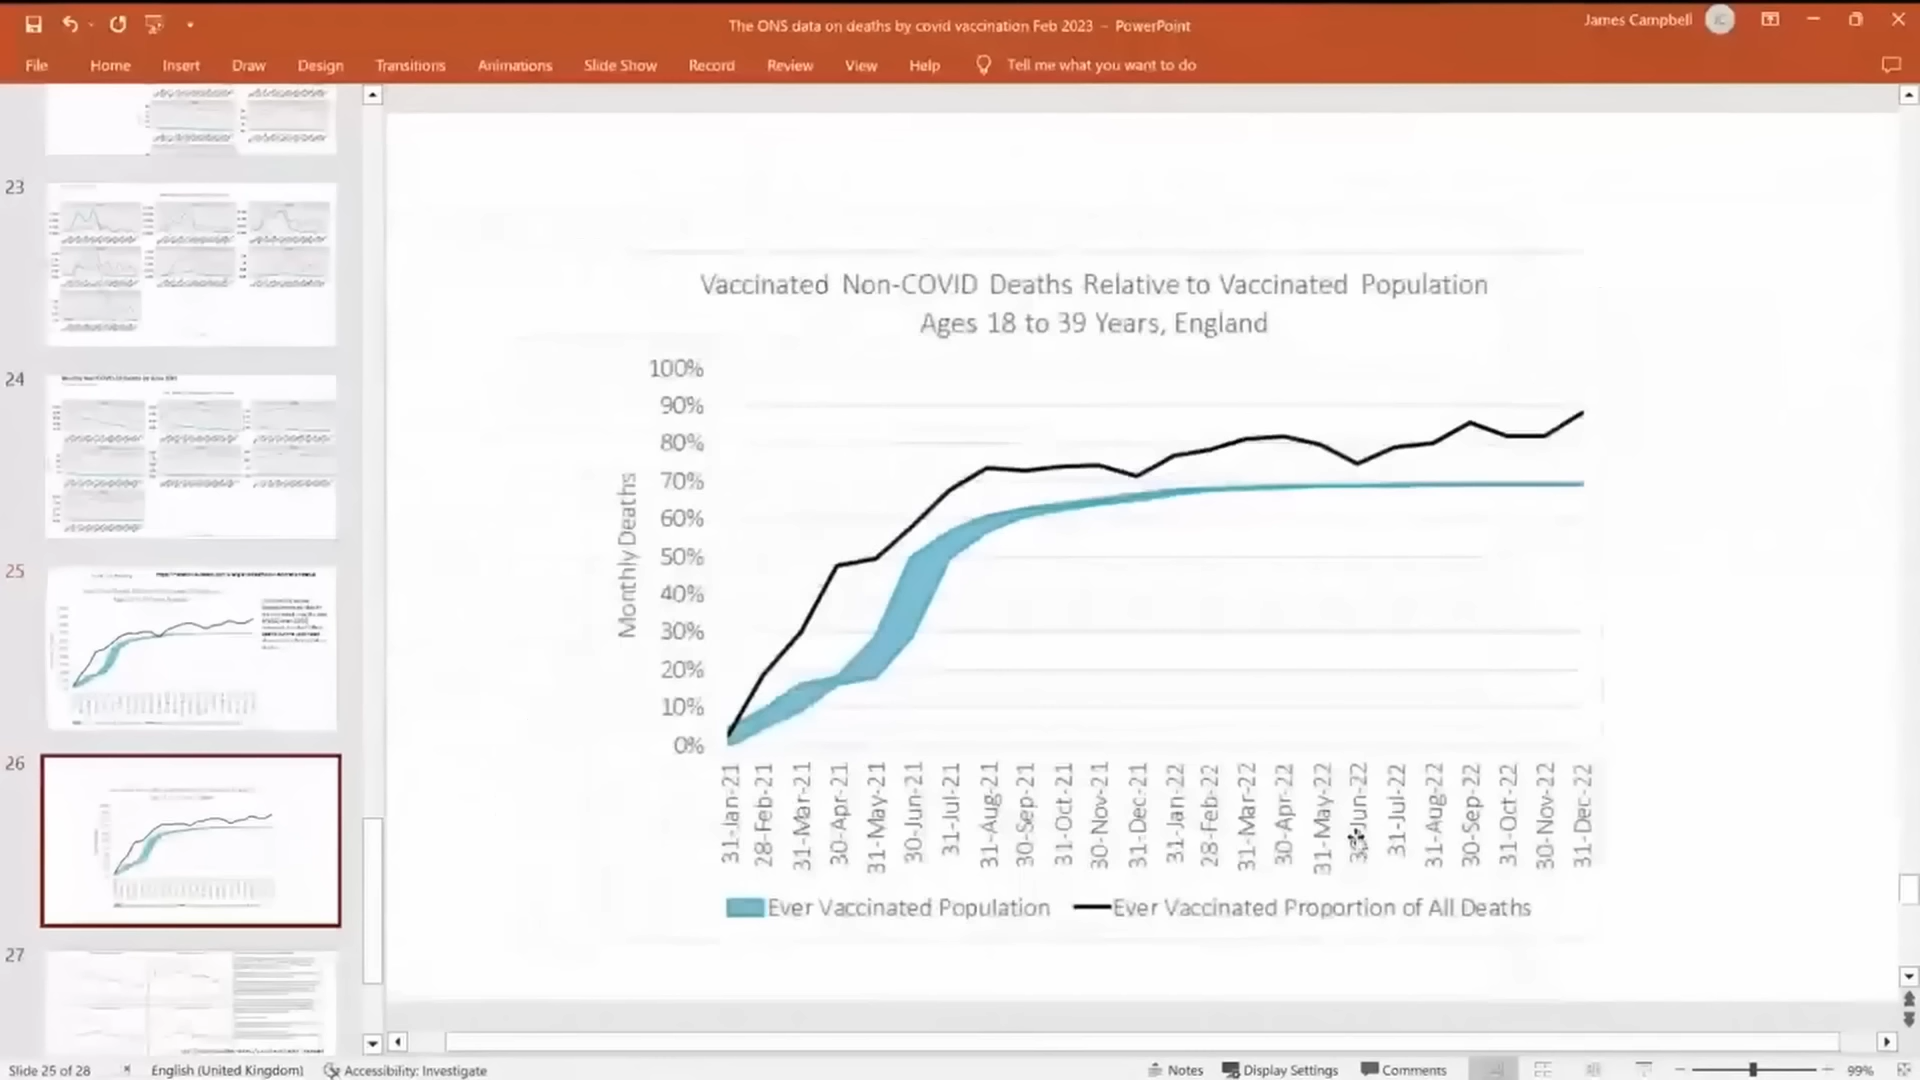 The ONS data on deaths by covid vaccination Feb 2023 – PowerPoint
James Campbell
File Home Insert Draw Design Transitions Animations Slide Show Record Review View Help Tell me what you want to do
23
24
25
26
27
Vaccinated Non-COVID Deaths Relative to Vaccinated Population
Ages 18 to 39 Years, England
Monthly Deaths
100%
90%
80%
70%
60%
50%
40%
30%
20%
10%
0%
31-Jan-21
28-Feb-21
31-Mar-21
30-Apr-21
31-May-21
30-Jun-21
31-Jul-21
31-Aug-21
30-Sep-21
31-Oct-21
30-Nov-21
31-Dec-21
31-Jan-22
28-Feb-22
31-Mar-22
30-Apr-22
31-May-22
30-Jun-22
31-Jul-22
31-Aug-22
30-Sep-22
31-Oct-22
30-Nov-22
31-Dec-22
Ever Vaccinated Population Ever Vaccinated Proportion of All Deaths
Slide 25 of 28 English (United Kingdom) Accessibility: Investigate Notes Display Settings Comments 99%